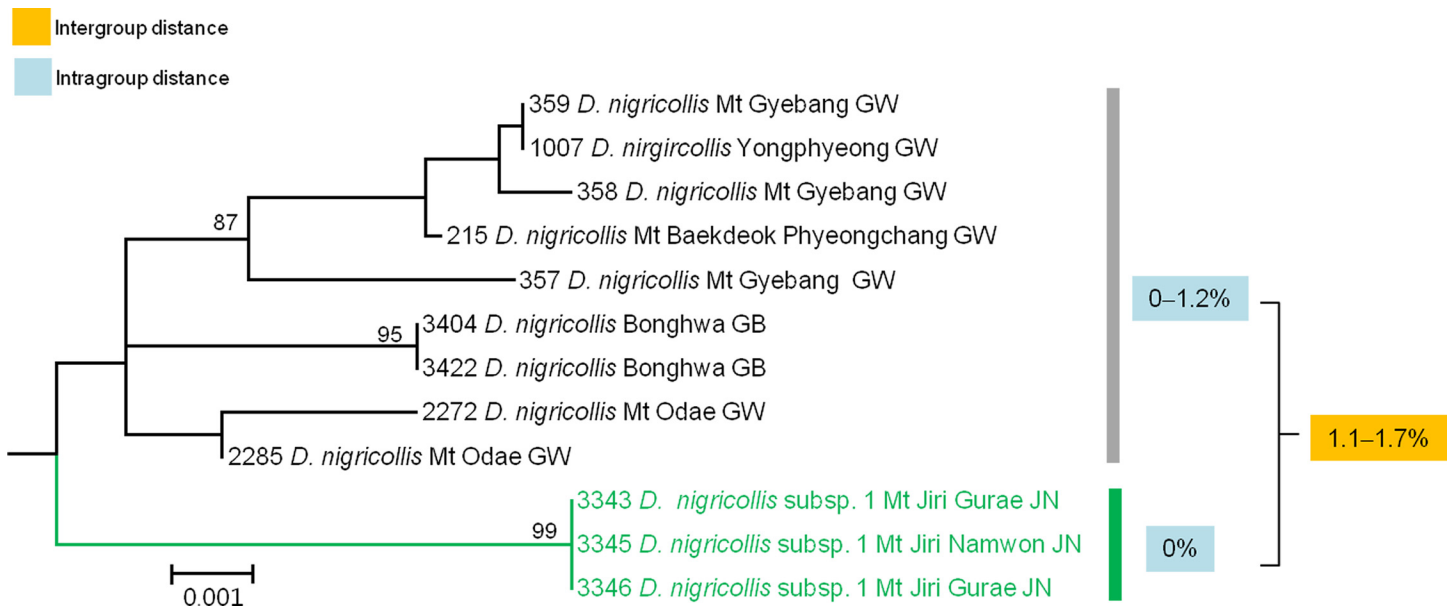 Intergroup distance
Intragroup distance
359 D. nigricollis Mt Gyebang GW
1007 D. nirgircollis Yongphyeong GW
358 D. nigricollis Mt Gyebang GW
87
215 D. nigricollis Mt Baekdeok Phyeongchang GW
357 D. nigricollis Mt Gyebang GW
0–1.2%
3404 D. nigricollis Bonghwa GB
95
3422 D. nigricollis Bonghwa GB
2272 D. nigricollis Mt Odae GW
1.1–1.7%
2285 D. nigricollis Mt Odae GW
3343 D. nigricollis subsp. 1 Mt Jiri Gurae JN
99
3345 D. nigricollis subsp. 1 Mt Jiri Namwon JN
0%
3346 D. nigricollis subsp. 1 Mt Jiri Gurae JN
0.001